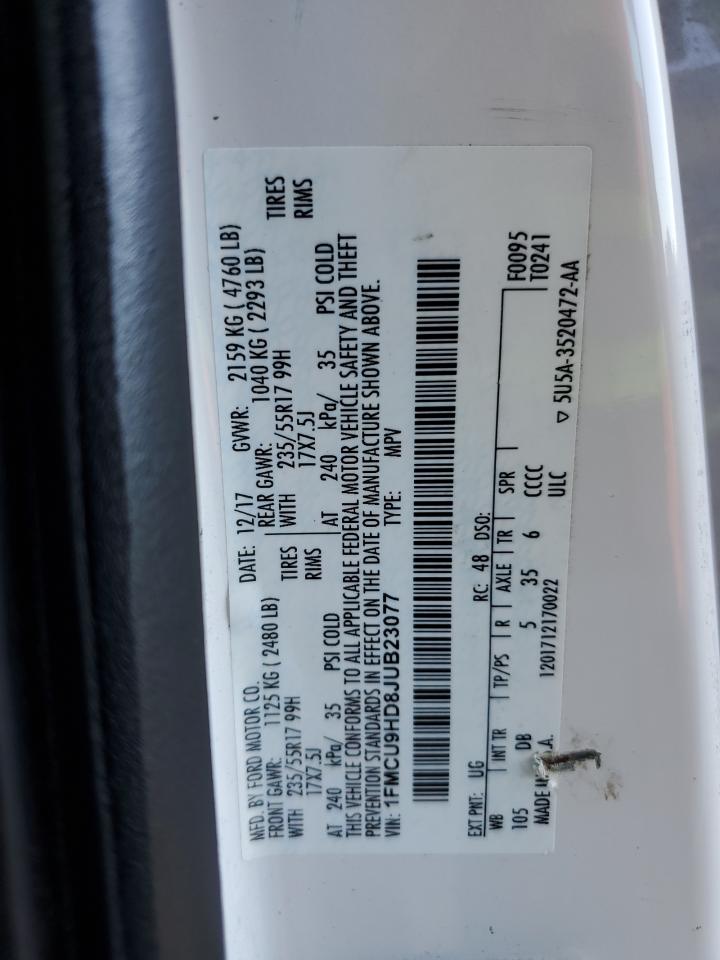 MFD. BY FORD MOTOR CO.
DATE: 12/17 GVWR: 2159 KG ( 4760 LB)
FRONT GAWR: 1125 KG ( 2480 LB) REAR GAWR: 1040 KG ( 2293 LB)
WITH 235/55R17 99H TIRES WITH 235/55R17 99H TIRES
17X7.5J RIMS 17X7.5J RIMS
AT 240 kPa/ 35 PSI COLD AT 240 kPa/ 35 PSI COLD
THIS VEHICLE CONFORMS TO ALL APPLICABLE FEDERAL MOTOR VEHICLE SAFETY AND THEFT
PREVENTION STANDARDS IN EFFECT ON THE DATE OF MANUFACTURE SHOWN ABOVE.
VIN: 1FMCU9HD8JUB23077 TYPE: MPV
EXT PNT: UG RC: 48 DSO: F0095
WB INT TR TP/PS R AXLE TR SPR T0241
105 DB 5 35 6 CCCC
MADE A. 1201712170022 ULC ▽ 5U5A-3520472-AA